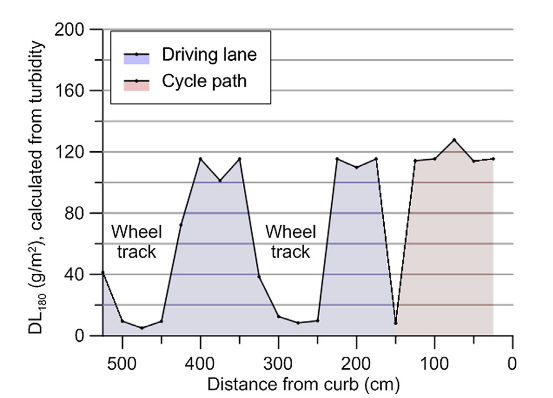 DL180 (g/m²), calculated from turbidity
200
160
120
80
40
0
Driving lane
Cycle path
Wheel
track
Wheel
track
500
400
300
200
100
0
Distance from curb (cm)